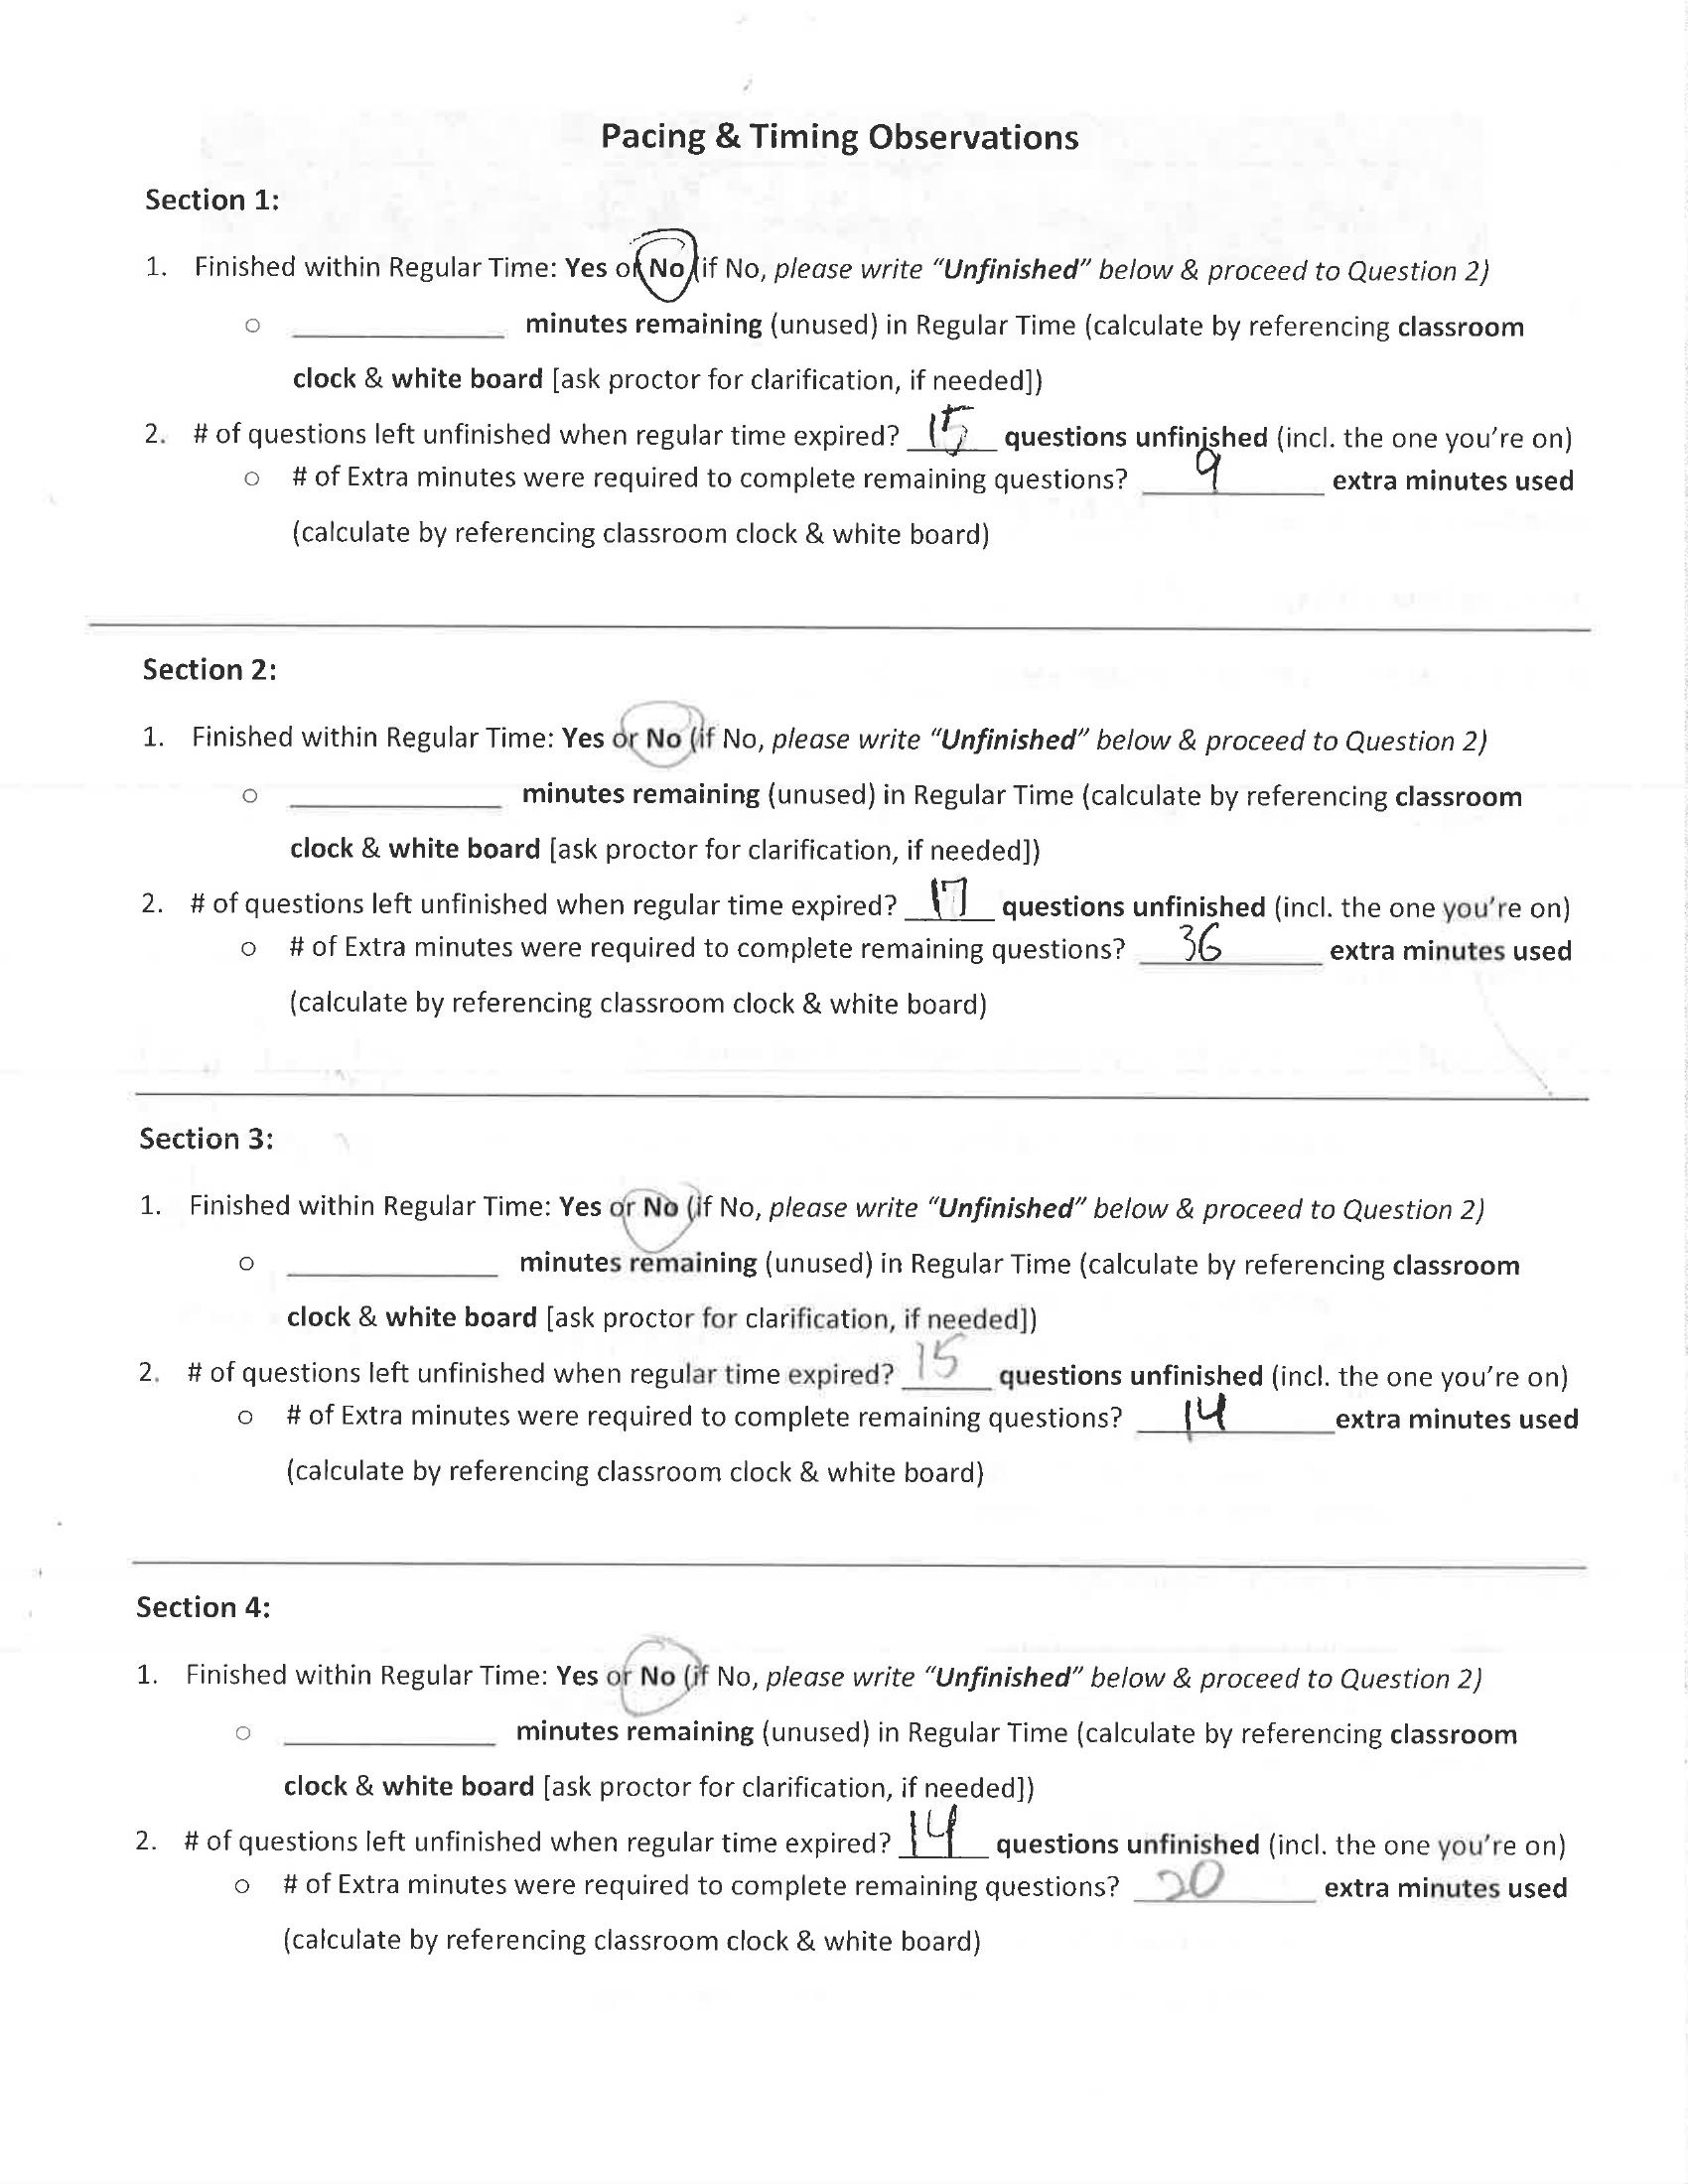 Pacing & Timing Observations
Section 1:
1. Finished within Regular Time: Yes or No (if No, please write “Unfinished” below & proceed to Question 2)
○ __________ minutes remaining (unused) in Regular Time (calculate by referencing classroom
clock & white board [ask proctor for clarification, if needed])
2. # of questions left unfinished when regular time expired? 15 questions unfinished (incl. the one you’re on)
○ # of Extra minutes were required to complete remaining questions? 9 extra minutes used
(calculate by referencing classroom clock & white board)
Section 2:
1. Finished within Regular Time: Yes or No (if No, please write “Unfinished” below & proceed to Question 2)
○ __________ minutes remaining (unused) in Regular Time (calculate by referencing classroom
clock & white board [ask proctor for clarification, if needed])
2. # of questions left unfinished when regular time expired? 17 questions unfinished (incl. the one you’re on)
○ # of Extra minutes were required to complete remaining questions? 36 extra minutes used
(calculate by referencing classroom clock & white board)
Section 3:
1. Finished within Regular Time: Yes or No (if No, please write “Unfinished” below & proceed to Question 2)
○ __________ minutes remaining (unused) in Regular Time (calculate by referencing classroom
clock & white board [ask proctor for clarification, if needed])
2. # of questions left unfinished when regular time expired? 15 questions unfinished (incl. the one you’re on)
○ # of Extra minutes were required to complete remaining questions? 14 extra minutes used
(calculate by referencing classroom clock & white board)
Section 4:
1. Finished within Regular Time: Yes or No (if No, please write “Unfinished” below & proceed to Question 2)
○ __________ minutes remaining (unused) in Regular Time (calculate by referencing classroom
clock & white board [ask proctor for clarification, if needed])
2. # of questions left unfinished when regular time expired? 14 questions unfinished (incl. the one you’re on)
○ # of Extra minutes were required to complete remaining questions? 20 extra minutes used
(calculate by referencing classroom clock & white board)